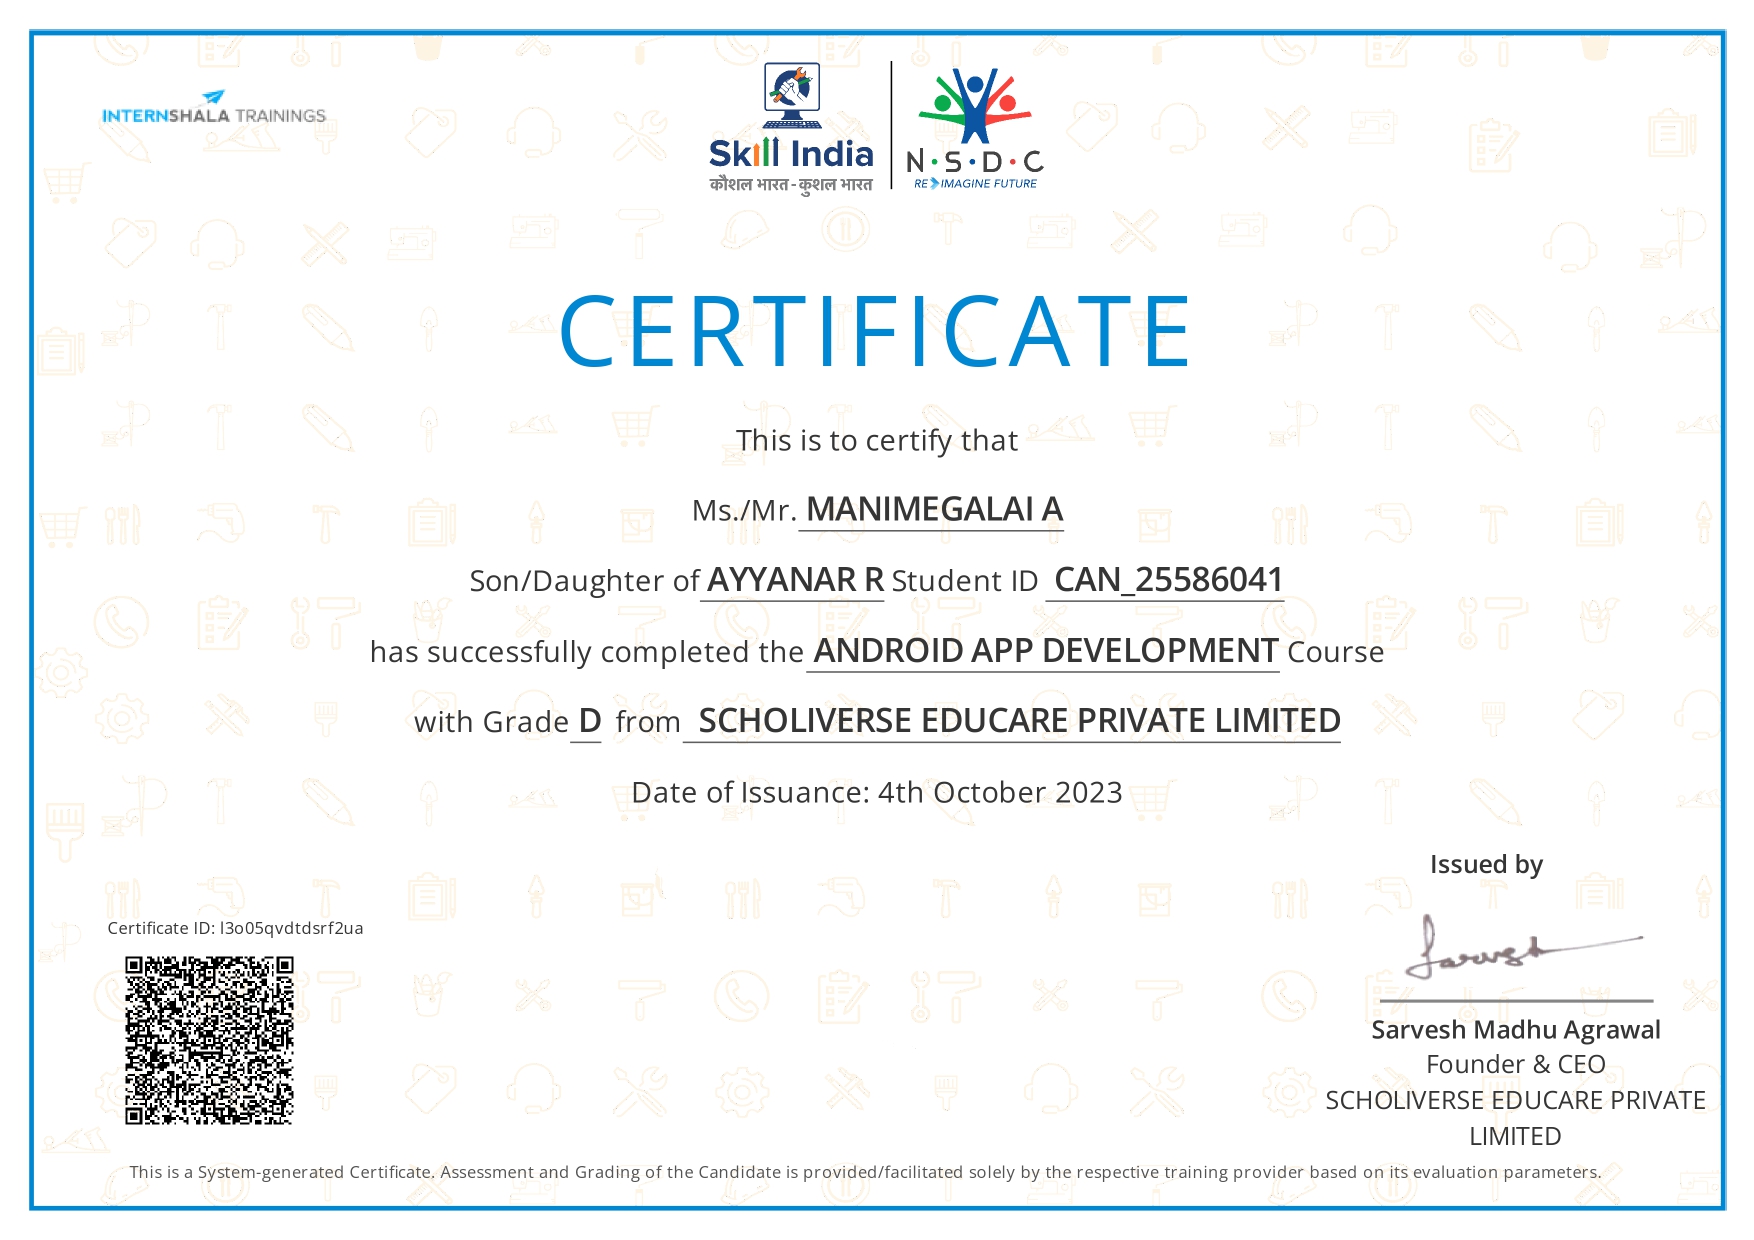 INTERNSHALA TRAININGS
Skill India
कौशल भारत - कुशल भारत
N·S·D·C
RE IMAGINE FUTURE
CERTIFICATE
This is to certify that
Ms./Mr. MANIMEGALAI A
Son/Daughter of AYYANAR R Student ID CAN_25586041
has successfully completed the ANDROID APP DEVELOPMENT Course
with Grade D from SCHOLIVERSE EDUCARE PRIVATE LIMITED
Date of Issuance: 4th October 2023
Issued by
Certificate ID: l3o05qvdtdsrf2ua
Sarvesh
Sarvesh Madhu Agrawal
Founder & CEO
SCHOLIVERSE EDUCARE PRIVATE
LIMITED
This is a System-generated Certificate. Assessment and Grading of the Candidate is provided/facilitated solely by the respective training provider based on its evaluation parameters.